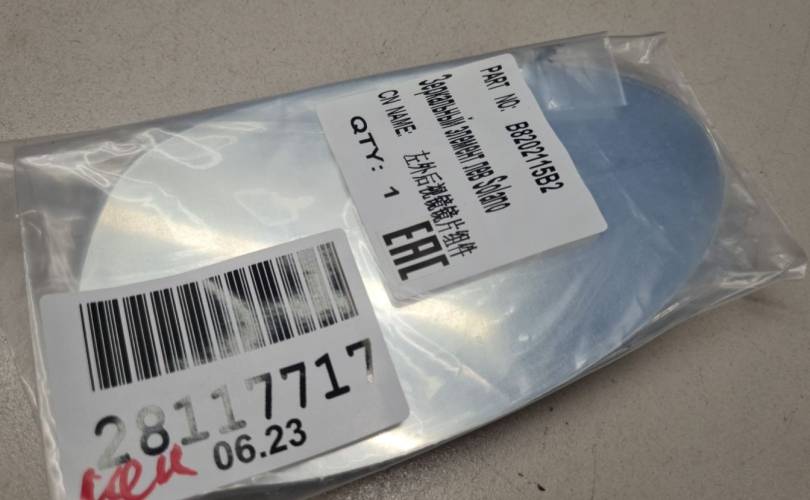 PART NO: B8202115B2
Зеркальный элемент лев Solano
CN NAME: 左外后视镜镜片组件
QTY: 1
EAC
28117717
06.23